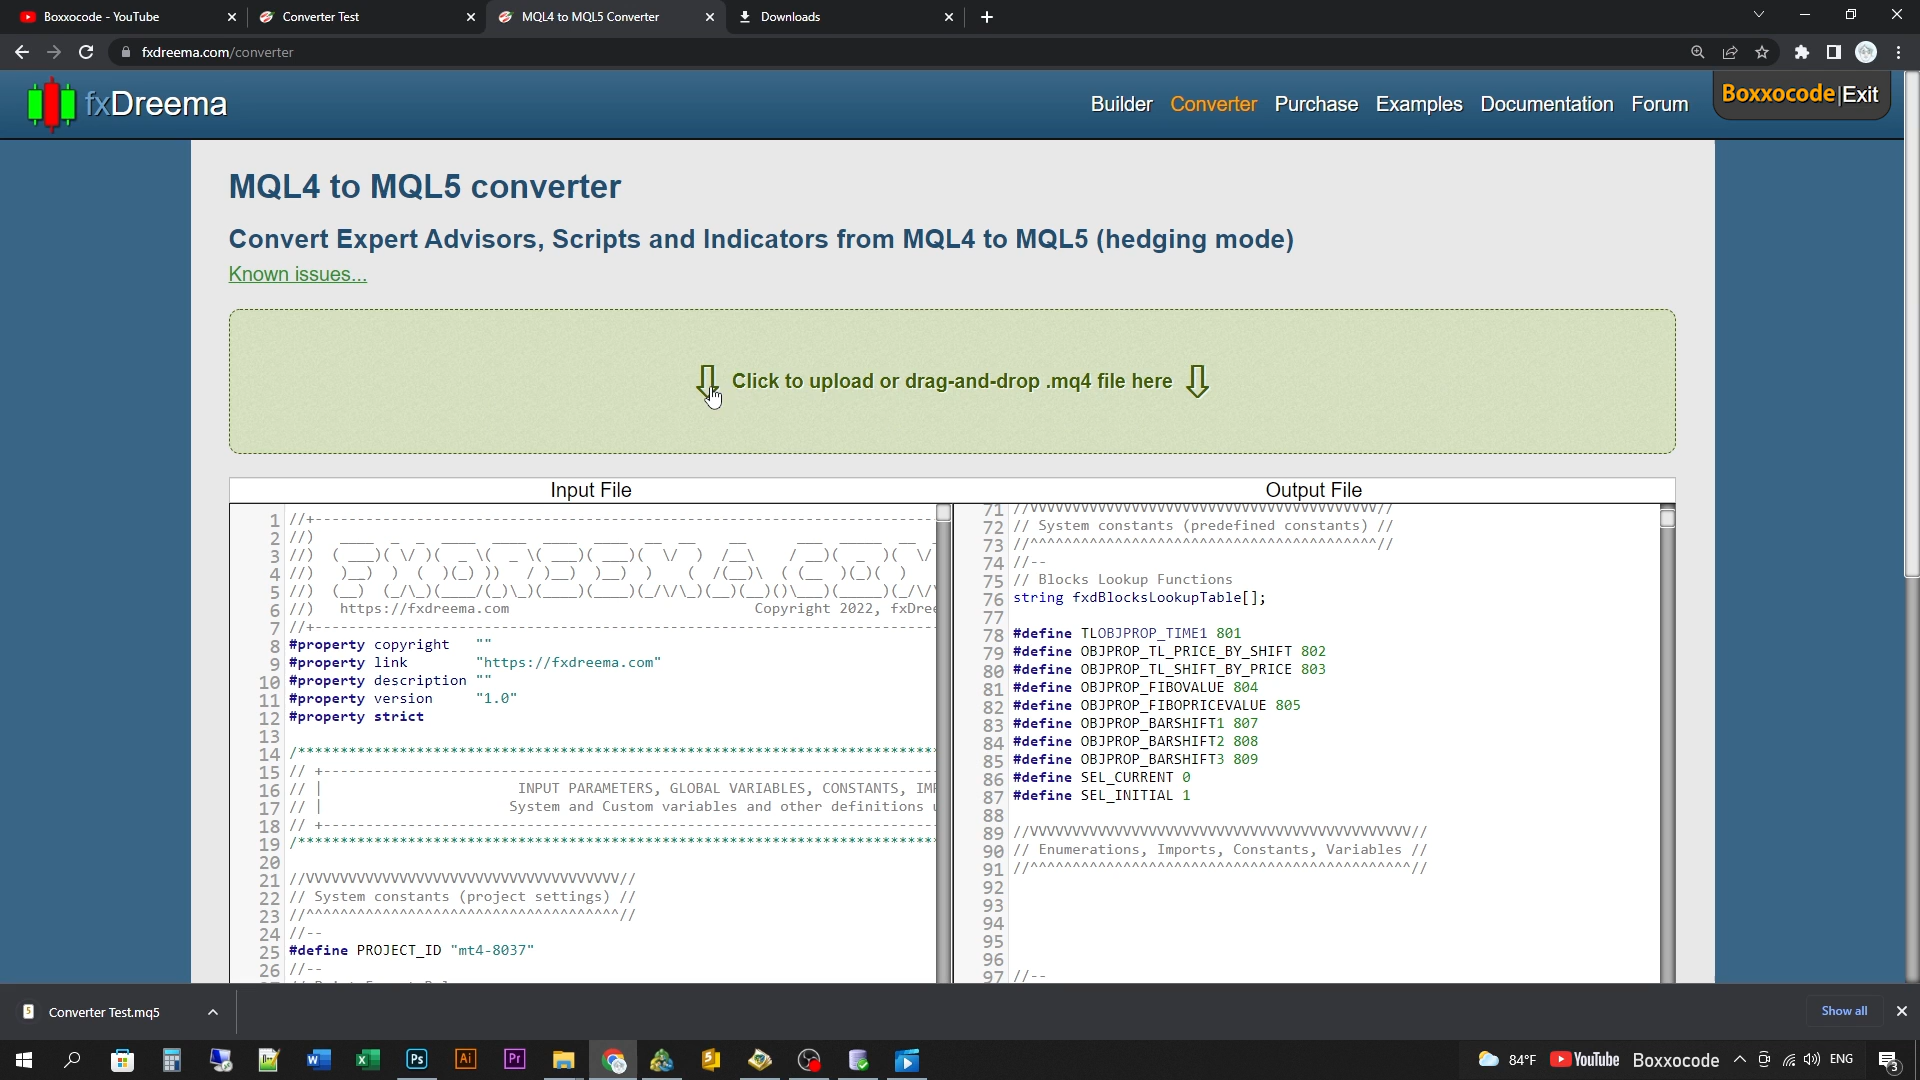 Boxxocode - YouTube
Converter Test
MQL4 to MQL5 Converter
Downloads
fxdreema.com/converter
fxDreema
Builder Converter Purchase Examples Documentation Forum
Boxxocode|Exit
MQL4 to MQL5 converter
Convert Expert Advisors, Scripts and Indicators from MQL4 to MQL5 (hedging mode)
Known issues...
Click to upload or drag-and-drop .mq4 file here
Input File
1 //+
2 //)
3 //)
4 //)
5 //)
6 //) https://fxdreema.com Copyright 2022, fxDree
7 //+
8 #property copyright ""
9 #property link "https://fxdreema.com"
10 #property description ""
11 #property version "1.0"
12 #property strict
13
14
15 // +
16 // | INPUT PARAMETERS, GLOBAL VARIABLES, CONSTANTS, IM
17 // | System and Custom variables and other definitions
18 // +
19
20
21
22 // System constants (project settings) //
23
24 //--
25 #define PROJECT_ID "mt4-8037"
26 //--
Output File
71
72 // System constants (predefined constants) //
73
74 //--
75 // Blocks Lookup Functions
76 string fxdBlocksLookupTable[];
77
78 #define TLOBJPROP_TIME1 801
79 #define OBJPROP_TL_PRICE_BY_SHIFT 802
80 #define OBJPROP_TL_SHIFT_BY_PRICE 803
81 #define OBJPROP_FIBOVALUE 804
82 #define OBJPROP_FIBOPRICEVALUE 805
83 #define OBJPROP_BARSHIFT1 807
84 #define OBJPROP_BARSHIFT2 808
85 #define OBJPROP_BARSHIFT3 809
86 #define SEL_CURRENT 0
87 #define SEL_INITIAL 1
88
89
90 // Enumerations, Imports, Constants, Variables //
91
92
93
94
95
96
97 //--
Converter Test.mq5
Show all
84°F
YouTube
Boxxocode
ENG
3